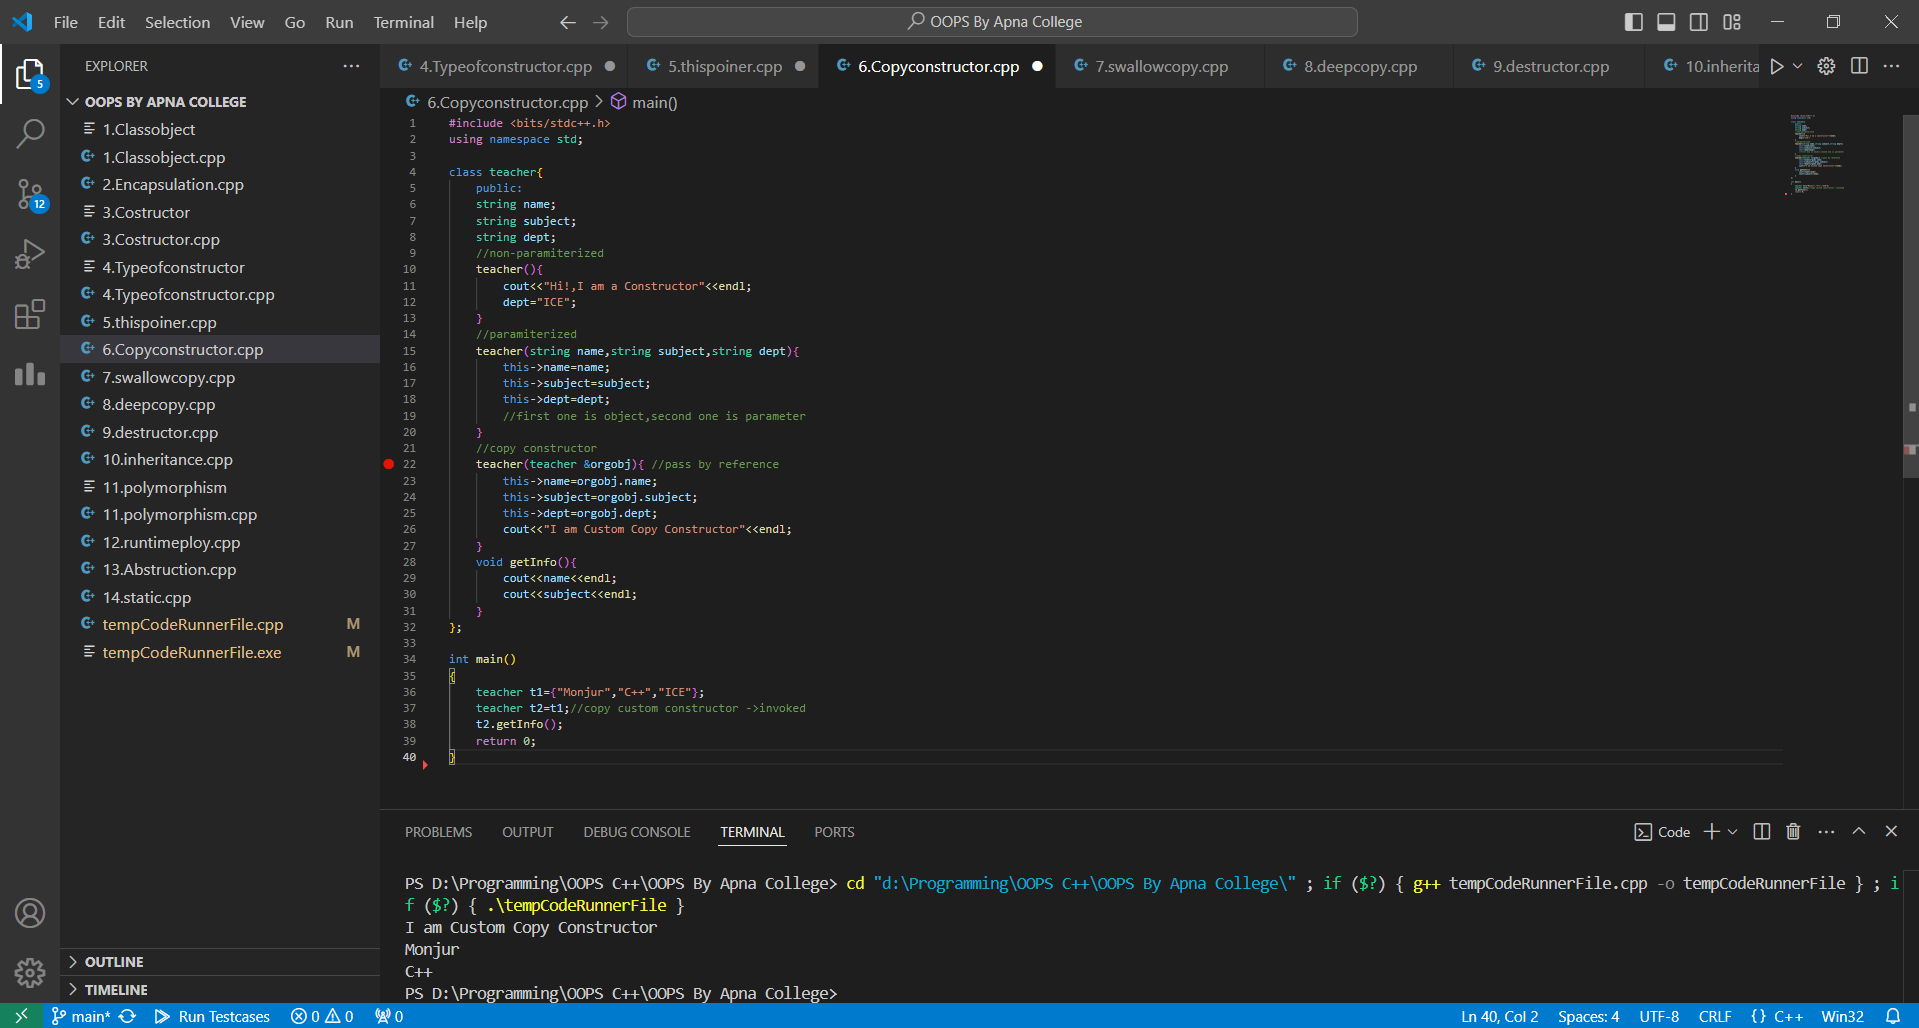 File Edit Selection View Go Run Terminal Help
OOPS By Apna College
EXPLORER
OOPS BY APNA COLLEGE
1.Classobject
1.Classobject.cpp
2.Encapsulation.cpp
3.Costructor
3.Costructor.cpp
4.Typeofconstructor
4.Typeofconstructor.cpp
5.thispoiner.cpp
6.Copyconstructor.cpp
7.swallowcopy.cpp
8.deepcopy.cpp
9.destructor.cpp
10.inheritance.cpp
11.polymorphism
11.polymorphism.cpp
12.runtimeploy.cpp
13.Abstruction.cpp
14.static.cpp
tempCodeRunnerFile.cpp M
tempCodeRunnerFile.exe M
OUTLINE
TIMELINE
5
12
4.Typeofconstructor.cpp 5.thispoiner.cpp 6.Copyconstructor.cpp 7.swallowcopy.cpp 8.deepcopy.cpp 9.destructor.cpp 10.inherita
6.Copyconstructor.cpp > main()
1 #include <bits/stdc++.h>
2 using namespace std;
3
4 class teacher{
5 public:
6 string name;
7 string subject;
8 string dept;
9 //non-paramiterized
10 teacher(){
11 cout<<"Hi!,I am a Constructor"<<endl;
12 dept="ICE";
13 }
14 //paramiterized
15 teacher(string name,string subject,string dept){
16 this->name=name;
17 this->subject=subject;
18 this->dept=dept;
19 //first one is object,second one is parameter
20 }
21 //copy constructor
22 teacher(teacher &orgobj){ //pass by reference
23 this->name=orgobj.name;
24 this->subject=orgobj.subject;
25 this->dept=orgobj.dept;
26 cout<<"I am Custom Copy Constructor"<<endl;
27 }
28 void getInfo(){
29 cout<<name<<endl;
30 cout<<subject<<endl;
31 }
32 };
33
34 int main()
35 {
36 teacher t1={"Monjur","C++","ICE"};
37 teacher t2=t1;//copy custom constructor ->invoked
38 t2.getInfo();
39 return 0;
40 }
PROBLEMS OUTPUT DEBUG CONSOLE TERMINAL PORTS
Code
PS D:\Programming\OOPS C++\OOPS By Apna College> cd "d:\Programming\OOPS C++\OOPS By Apna College\" ; if ($?) { g++ tempCodeRunnerFile.cpp -o tempCodeRunnerFile } ; i
f ($?) { .\tempCodeRunnerFile }
I am Custom Copy Constructor
Monjur
C++
PS D:\Programming\OOPS C++\OOPS By Apna College>
main* Run Testcases 0 0 0
Ln 40, Col 2 Spaces: 4 UTF-8 CRLF {} C++ Win32